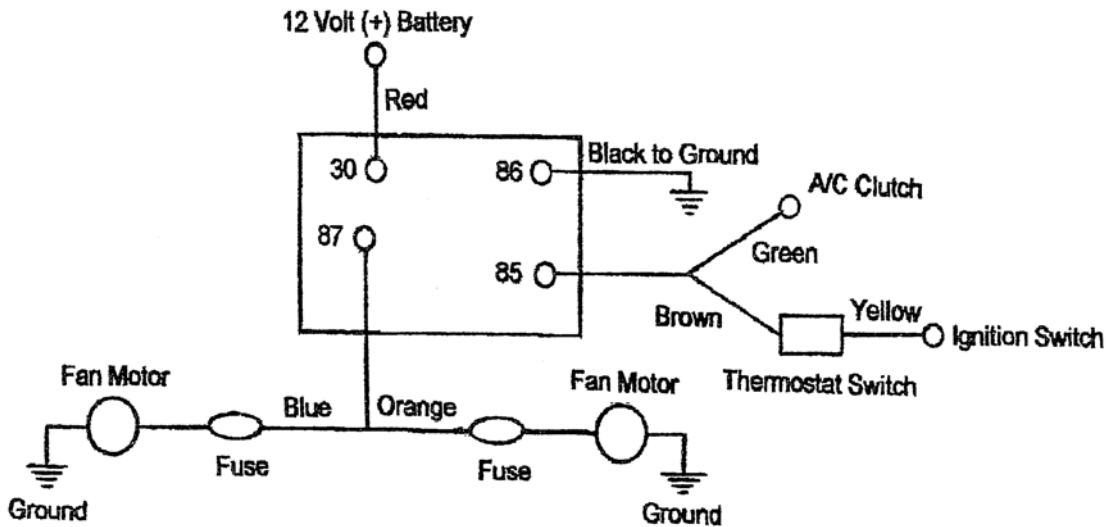 12 Volt (+) Battery
Red
30
86
Black to Ground
A/C Clutch
87
85
Green
Brown
Yellow
Ignition Switch
Thermostat Switch
Fan Motor
Fan Motor
Blue
Orange
Fuse
Fuse
Ground
Ground